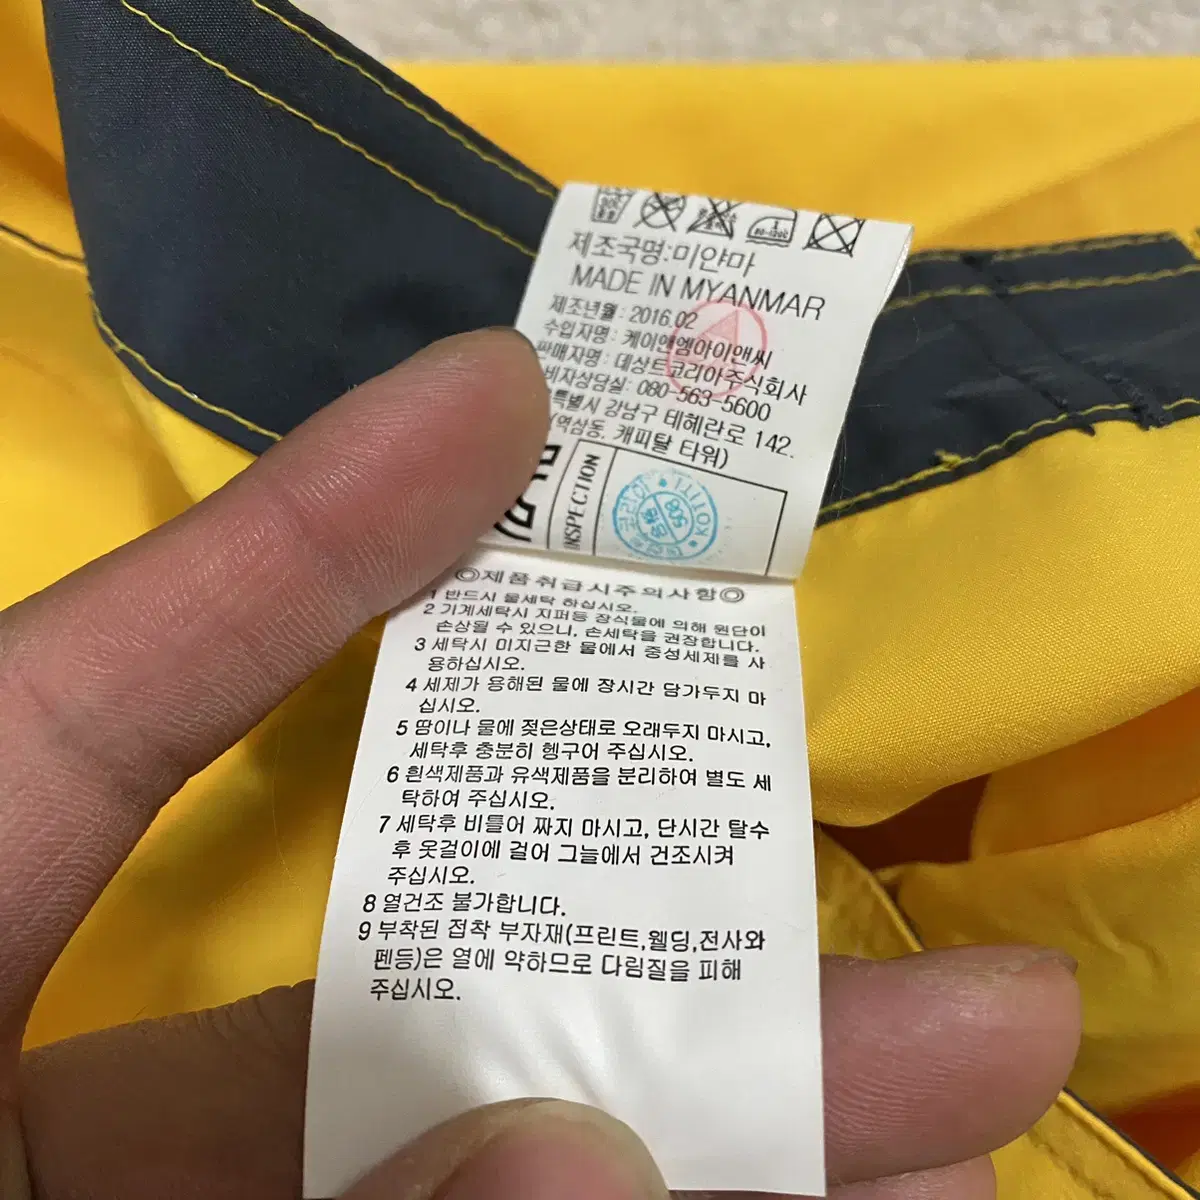 제조국명:미얀마
MADE IN MYANMAR
제조년월 : 2016.02
수입자명 : 케이앤엠아이앤씨
판매자명 : 데상트코리아주식회사
비자상담실: 080-563-5600
특별시 강남구 테헤란로 142.
(역삼동, 캐피탈 타워)
INSPECTION
KOTITI
508
◎제품취급시주의사항◎
1 반드시 물세탁 하십시오.
2 기계세탁시 지퍼등 장식물에 의해 원단이
손상될 수 있으니, 손세탁을 권장합니다.
3 세탁시 미지근한 물에서 중성세제를 사
용하십시오.
4 세제가 용해된 물에 장시간 담가두지 마
십시오.
5 땀이나 물에 젖은상태로 오래두지 마시고,
세탁후 충분히 헹구어 주십시오.
6 흰색제품과 유색제품을 분리하여 별도 세
탁하여 주십시오.
7 세탁후 비틀어 짜지 마시고, 단시간 탈수
후 옷걸이에 걸어 그늘에서 건조시켜
주십시오.
8 열건조 불가합니다.
9 부착된 접착 부자재(프린트,웰딩,전사와
펜등)은 열에 약하므로 다림질을 피해
주십시오.